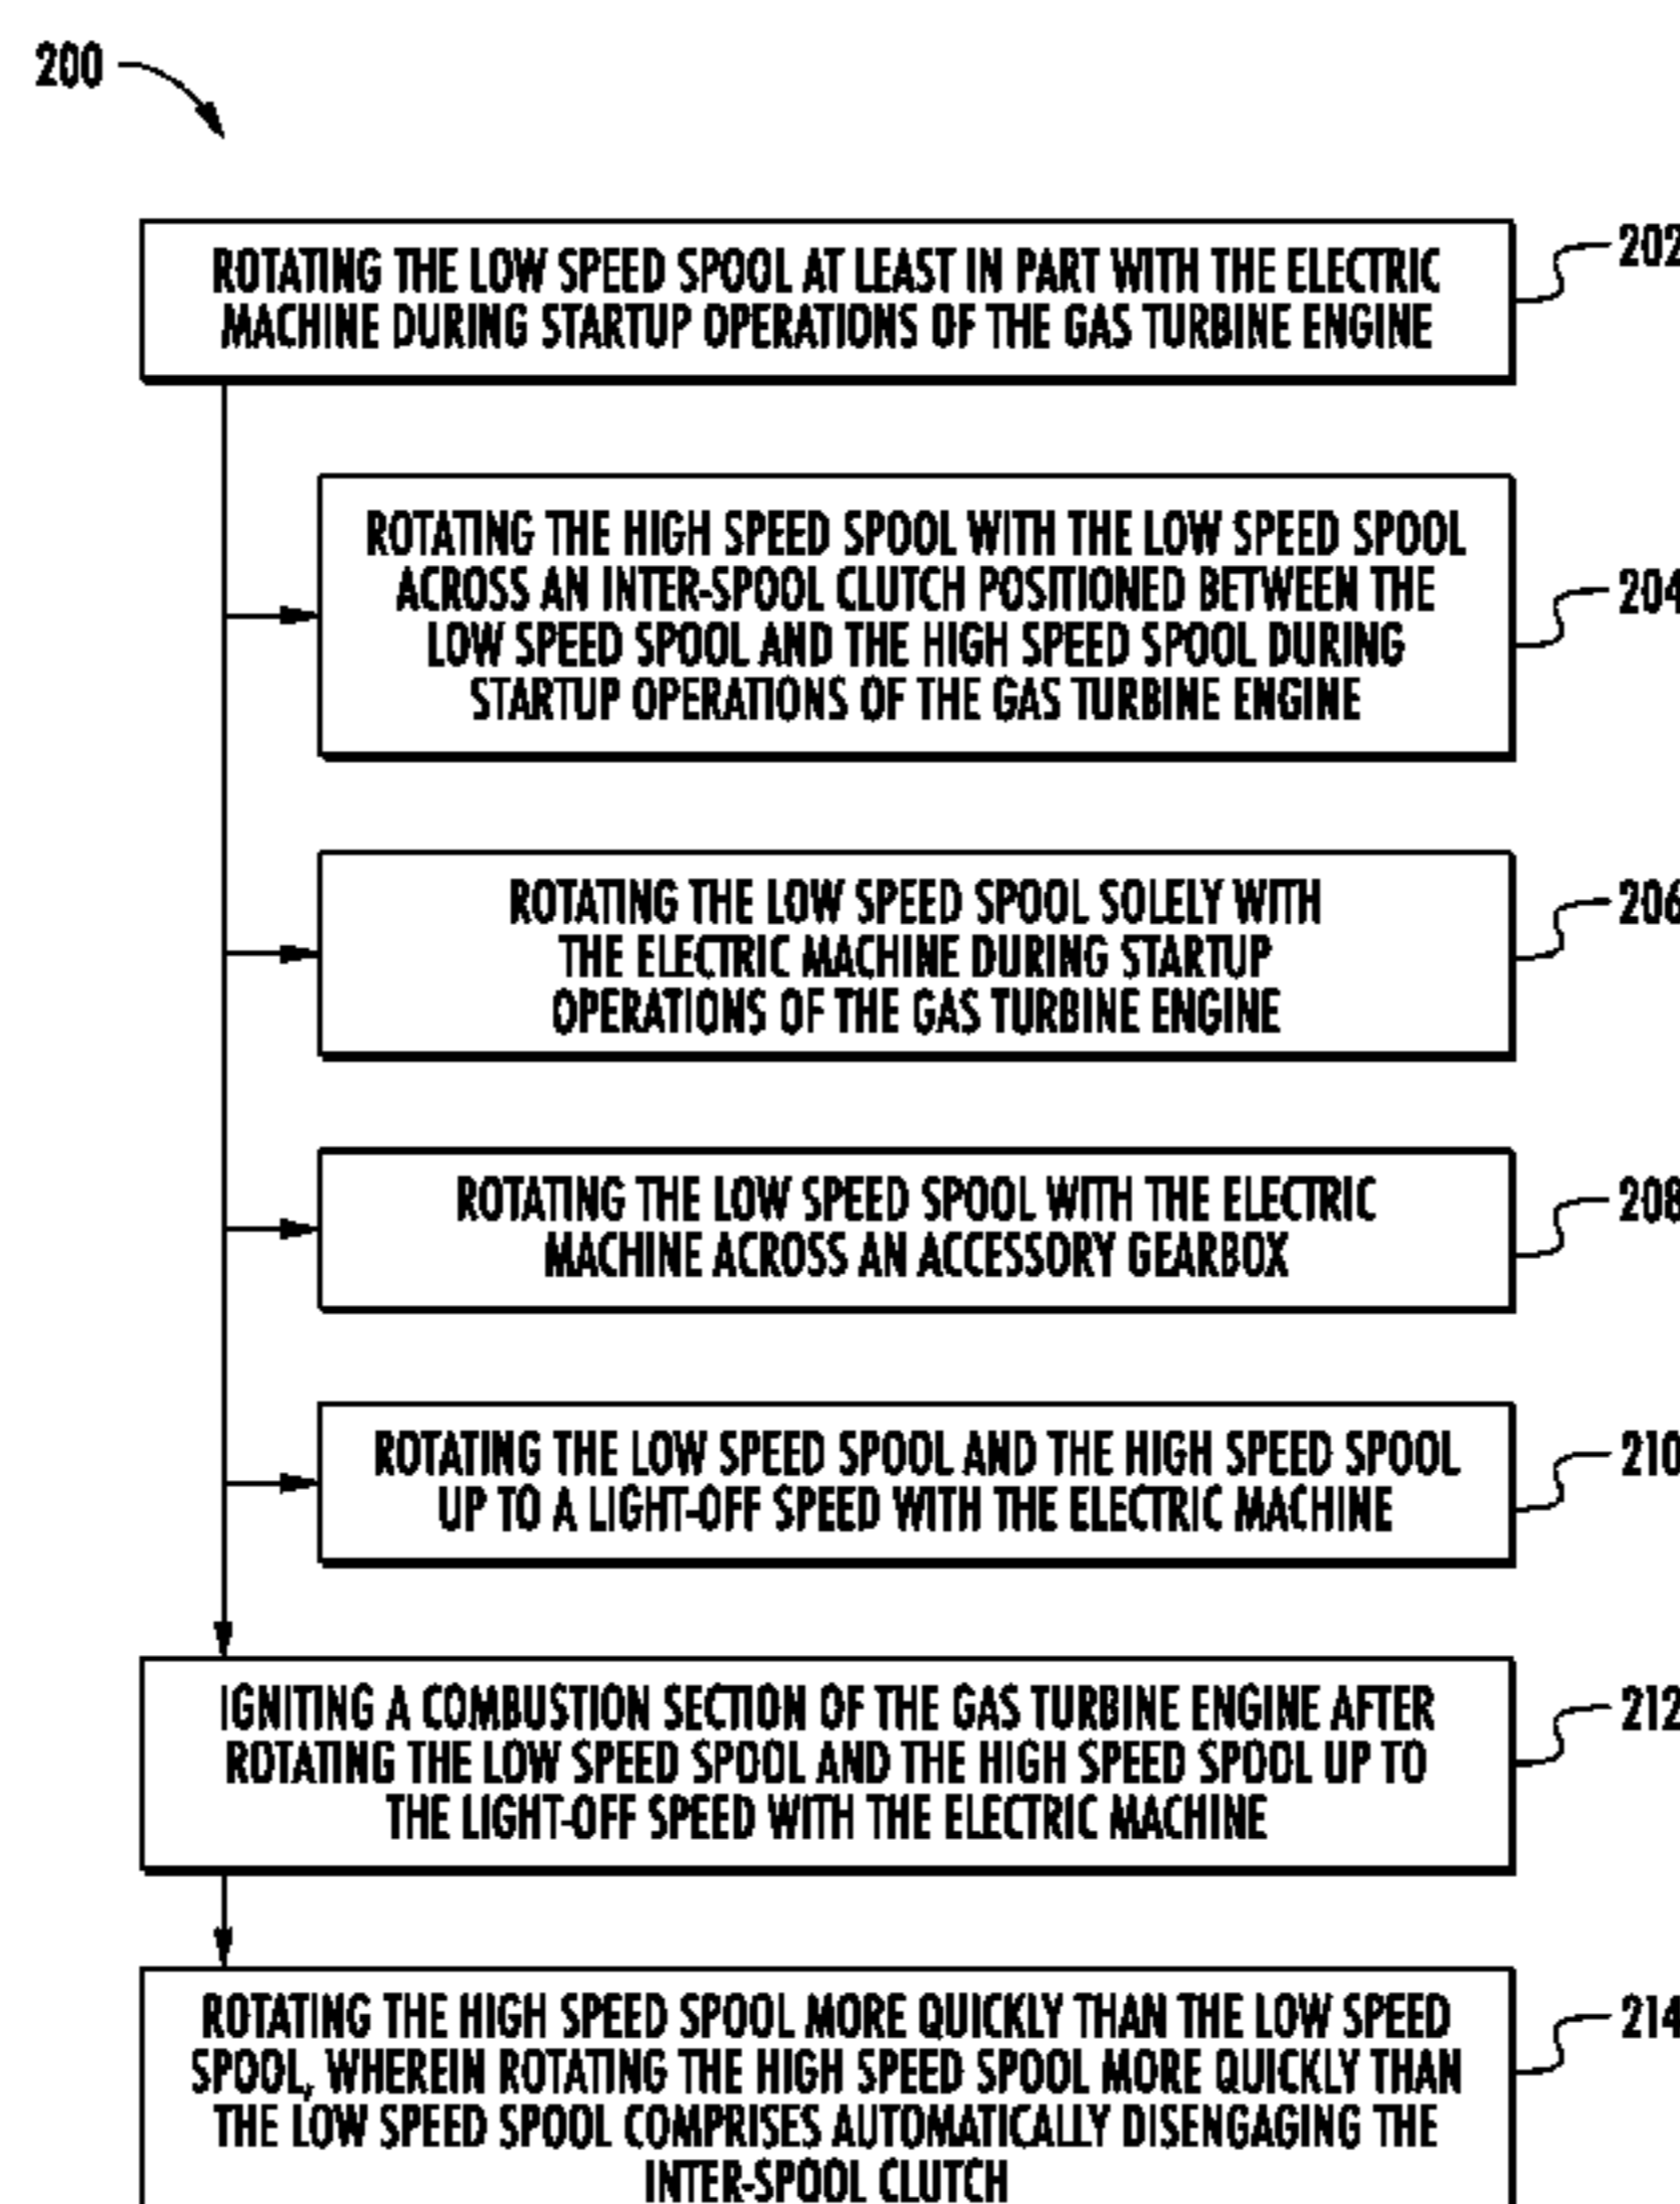 200
ROTATING THE LOW SPEED SPOOL AT LEAST IN PART WITH THE ELECTRIC
MACHINE DURING STARTUP OPERATIONS OF THE GAS TURBINE ENGINE
202
ROTATING THE HIGH SPEED SPOOL WITH THE LOW SPEED SPOOL
ACROSS AN INTER-SPOOL CLUTCH POSITIONED BETWEEN THE
LOW SPEED SPOOL AND THE HIGH SPEED SPOOL DURING
STARTUP OPERATIONS OF THE GAS TURBINE ENGINE
204
ROTATING THE LOW SPEED SPOOL SOLELY WITH
THE ELECTRIC MACHINE DURING STARTUP
OPERATIONS OF THE GAS TURBINE ENGINE
206
ROTATING THE LOW SPEED SPOOL WITH THE ELECTRIC
MACHINE ACROSS AN ACCESSORY GEARBOX
208
ROTATING THE LOW SPEED SPOOL AND THE HIGH SPEED SPOOL
UP TO A LIGHT-OFF SPEED WITH THE ELECTRIC MACHINE
210
IGNITING A COMBUSTION SECTION OF THE GAS TURBINE ENGINE AFTER
ROTATING THE LOW SPEED SPOOL AND THE HIGH SPEED SPOOL UP TO
THE LIGHT-OFF SPEED WITH THE ELECTRIC MACHINE
212
ROTATING THE HIGH SPEED SPOOL MORE QUICKLY THAN THE LOW SPEED
SPOOL, WHEREIN ROTATING THE HIGH SPEED SPOOL MORE QUICKLY THAN
THE LOW SPEED SPOOL COMPRISES AUTOMATICALLY DISENGAGING THE
INTER-SPOOL CLUTCH
214